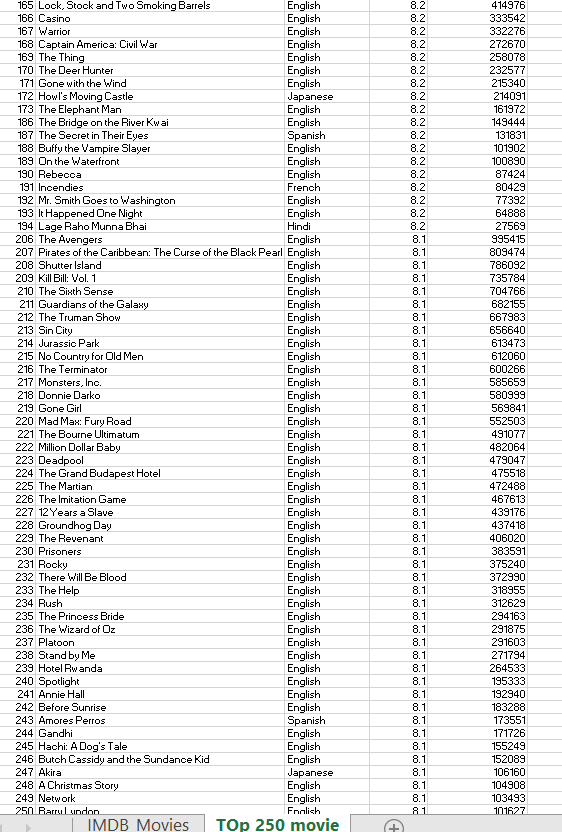 165 Lock, Stock and Two Smoking Barrels English 8.2 414976
166 Casino English 8.2 333542
167 Warrior English 8.2 332276
168 Captain America: Civil War English 8.2 272670
169 The Thing English 8.2 258078
170 The Deer Hunter English 8.2 232577
171 Gone with the Wind English 8.2 215340
172 Howl's Moving Castle Japanese 8.2 214091
173 The Elephant Man English 8.2 161972
186 The Bridge on the River Kwai English 8.2 149444
187 The Secret in Their Eyes Spanish 8.2 131831
188 Buffy the Vampire Slayer English 8.2 101902
189 On the Waterfront English 8.2 100890
190 Rebecca English 8.2 87424
191 Incendies French 8.2 80429
192 Mr. Smith Goes to Washington English 8.2 77392
193 It Happened One Night English 8.2 64888
194 Lage Raho Munna Bhai Hindi 8.2 27569
206 The Avengers English 8.1 995415
207 Pirates of the Caribbean: The Curse of the Black Pearl English 8.1 809474
208 Shutter Island English 8.1 786092
209 Kill Bill: Vol. 1 English 8.1 735784
210 The Sixth Sense English 8.1 704766
211 Guardians of the Galaxy English 8.1 682155
212 The Truman Show English 8.1 667983
213 Sin City English 8.1 656640
214 Jurassic Park English 8.1 613473
215 No Country for Old Men English 8.1 612060
216 The Terminator English 8.1 600266
217 Monsters, Inc. English 8.1 585659
218 Donnie Darko English 8.1 580999
219 Gone Girl English 8.1 569841
220 Mad Max: Fury Road English 8.1 552503
221 The Bourne Ultimatum English 8.1 491077
222 Million Dollar Baby English 8.1 482064
223 Deadpool English 8.1 479047
224 The Grand Budapest Hotel English 8.1 475518
225 The Martian English 8.1 472488
226 The Imitation Game English 8.1 467613
227 12 Years a Slave English 8.1 439176
228 Groundhog Day English 8.1 437418
229 The Revenant English 8.1 406020
230 Prisoners English 8.1 383591
231 Rocky English 8.1 375240
232 There Will Be Blood English 8.1 372990
233 The Help English 8.1 318955
234 Rush English 8.1 312629
235 The Princess Bride English 8.1 294163
236 The Wizard of Oz English 8.1 291875
237 Platoon English 8.1 291603
238 Stand by Me English 8.1 271794
239 Hotel Rwanda English 8.1 264533
240 Spotlight English 8.1 195333
241 Annie Hall English 8.1 192940
242 Before Sunrise English 8.1 183288
243 Amores Perros Spanish 8.1 173551
244 Gandhi English 8.1 171726
245 Hachi: A Dog's Tale English 8.1 155249
246 Butch Cassidy and the Sundance Kid English 8.1 152089
247 Akira Japanese 8.1 106160
248 A Christmas Story English 8.1 104908
249 Network English 8.1 103493
250 Barry Lyndon English 8.1 101627
IMDB_Movies TOp 250 movie